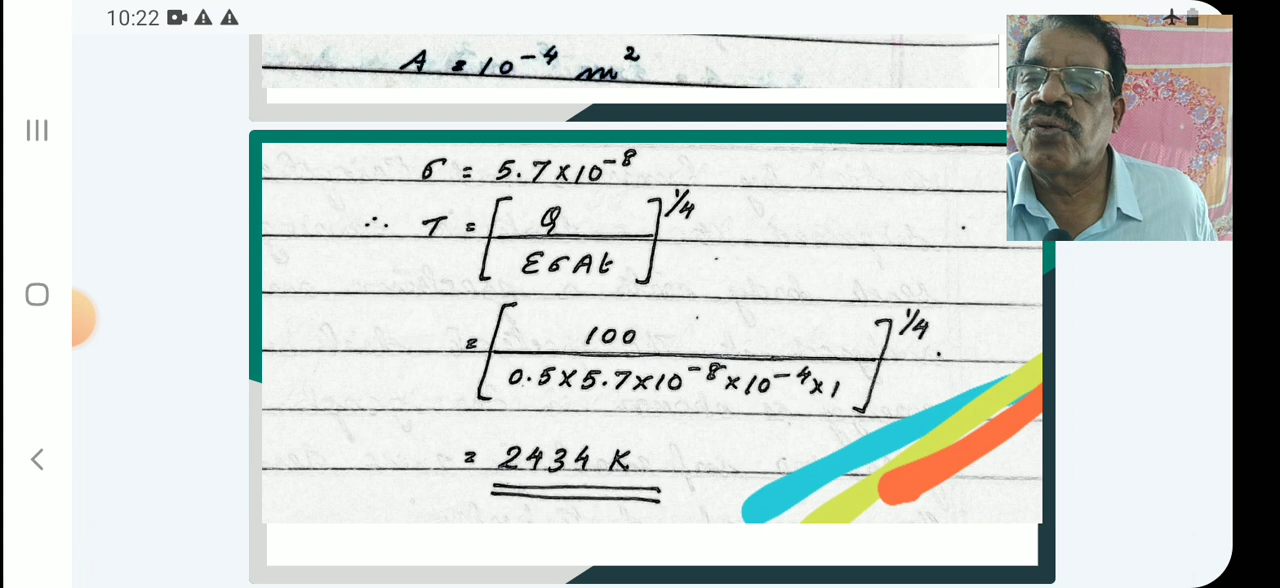 10:22
A = 10⁻⁴ m²
σ = 5.7×10⁻⁸
∴ T = [Q / εσAt]^1/4
= [100 / 0.5×5.7×10⁻⁸×10⁻⁴×1]^1/4
= 2434 K